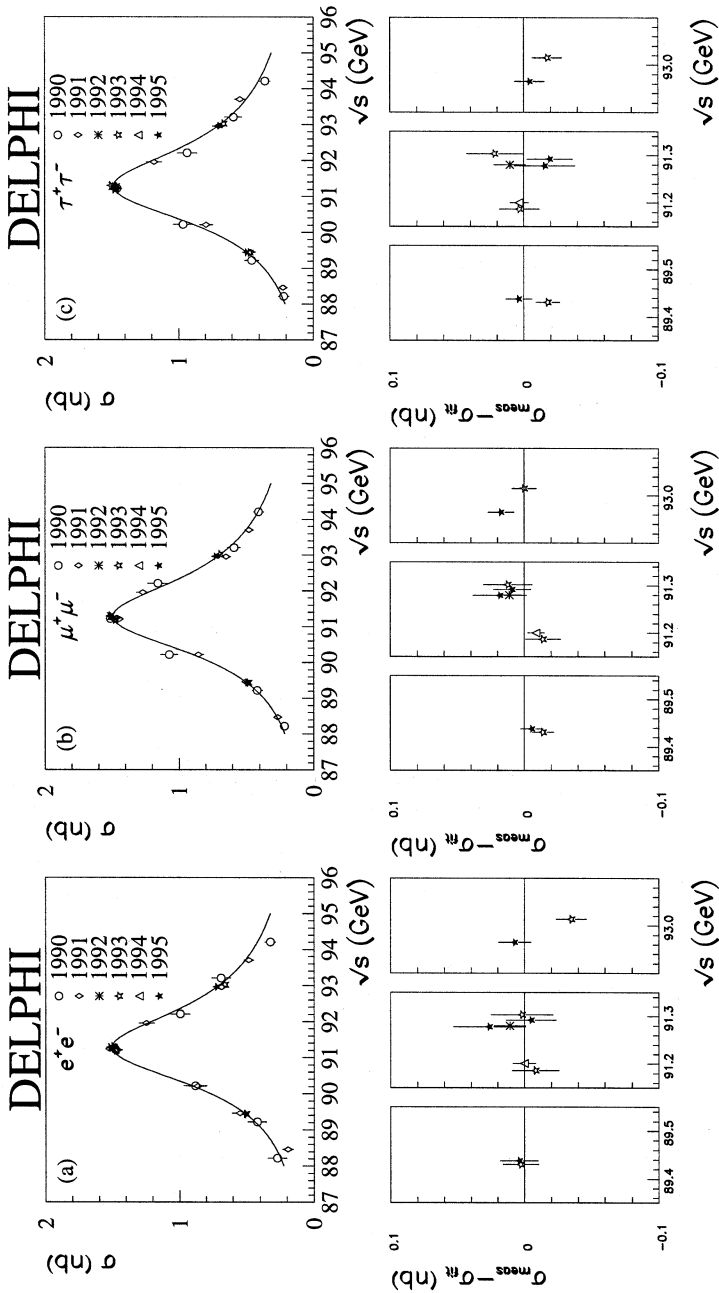 DELPHI
(a)
e⁺e⁻
1990
1991
1992
1993
1994
1995
σ (nb)
2
1
0
87 88 89 90 91 92 93 94 95 96
√s (GeV)
σmeas−σfit (nb)
0.1
0
−0.1
89.4 89.5
91.2 91.3
93.0
√s (GeV)
DELPHI
(b)
μ⁺μ⁻
1990
1991
1992
1993
1994
1995
σ (nb)
2
1
0
87 88 89 90 91 92 93 94 95 96
√s (GeV)
σmeas−σfit (nb)
0.1
0
−0.1
89.4 89.5
91.2 91.3
93.0
√s (GeV)
DELPHI
(c)
τ⁺τ⁻
1990
1991
1992
1993
1994
1995
σ (nb)
2
1
0
87 88 89 90 91 92 93 94 95 96
√s (GeV)
σmeas−σfit (nb)
0.1
0
−0.1
89.4 89.5
91.2 91.3
93.0
√s (GeV)